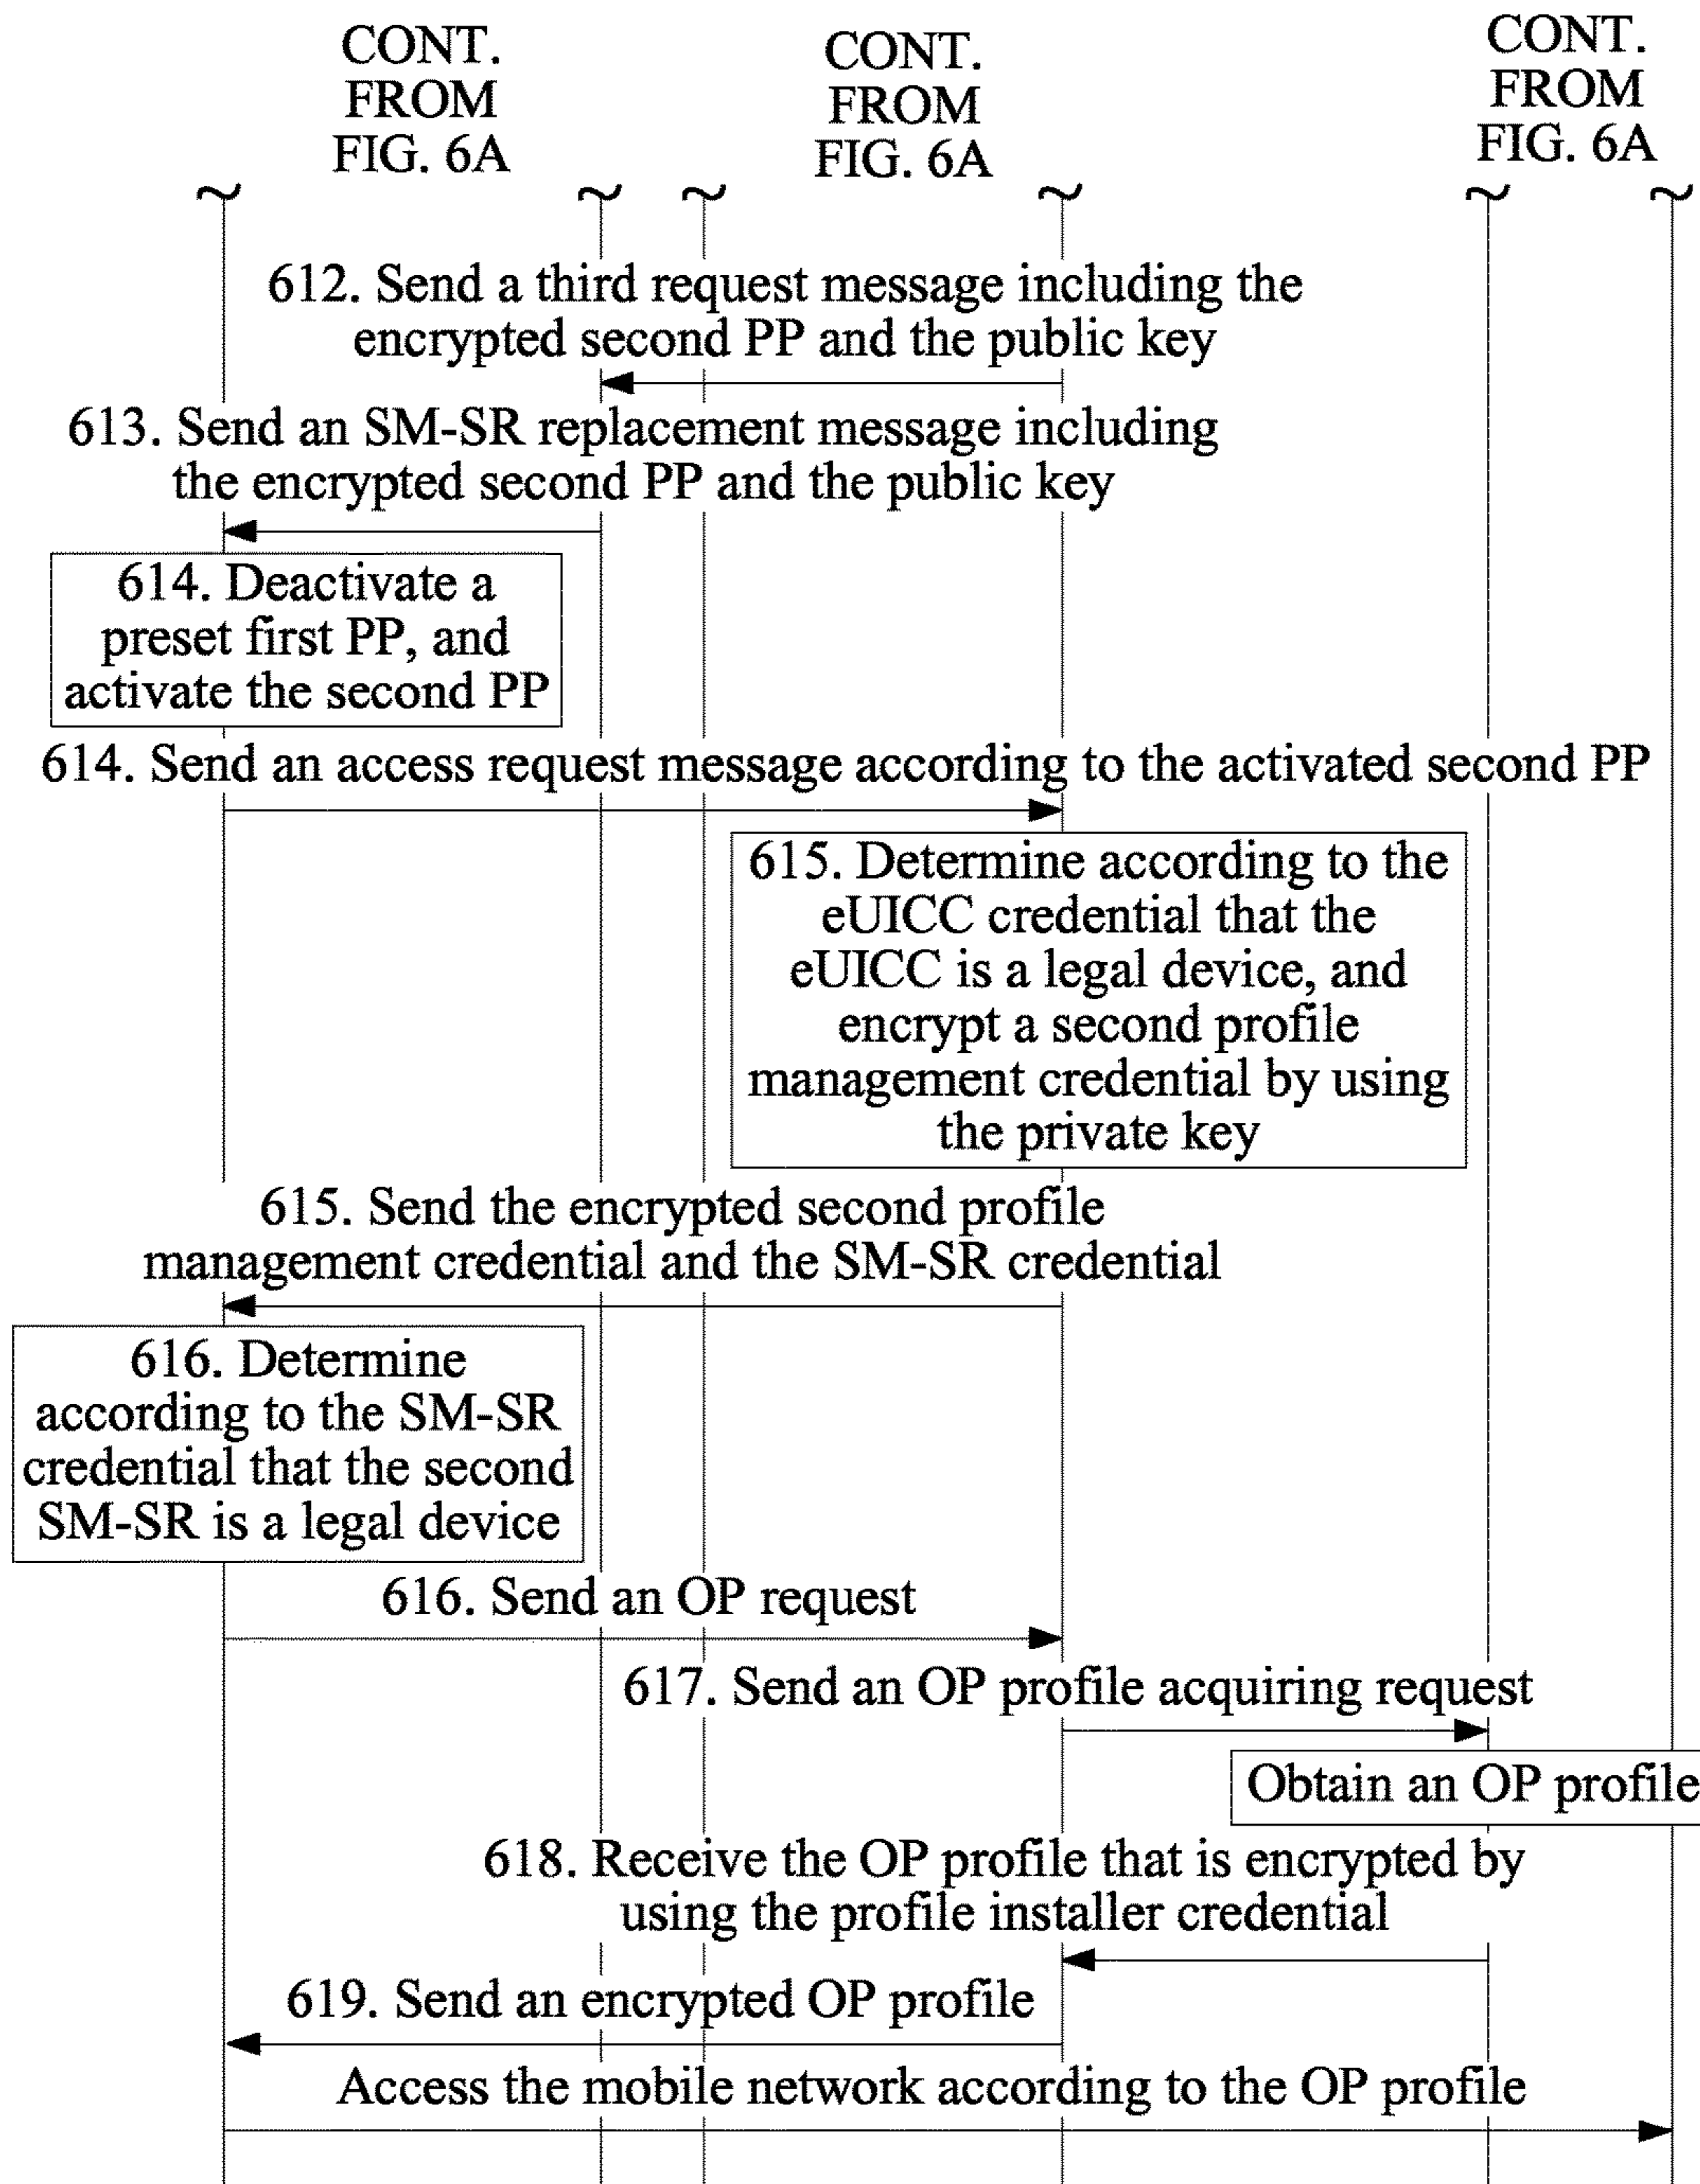 CONT.
FROM
FIG. 6A
CONT.
FROM
FIG. 6A
CONT.
FROM
FIG. 6A
612. Send a third request message including the
encrypted second PP and the public key
613. Send an SM-SR replacement message including
the encrypted second PP and the public key
614. Deactivate a
preset first PP, and
activate the second PP
614. Send an access request message according to the activated second PP
615. Determine according to the
eUICC credential that the
eUICC is a legal device, and
encrypt a second profile
management credential by using
the private key
615. Send the encrypted second profile
management credential and the SM-SR credential
616. Determine
according to the SM-SR
credential that the second
SM-SR is a legal device
616. Send an OP request
617. Send an OP profile acquiring request
Obtain an OP profile
618. Receive the OP profile that is encrypted by
using the profile installer credential
619. Send an encrypted OP profile
Access the mobile network according to the OP profile